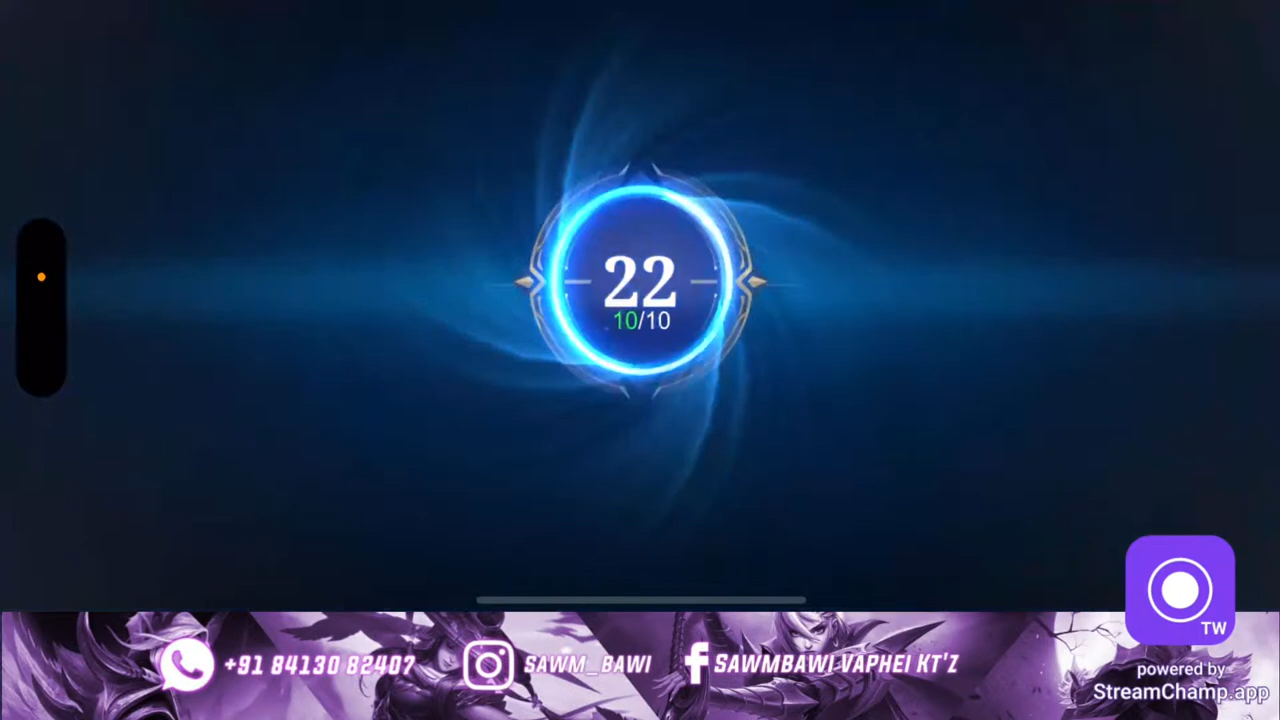 22
10/10
TW
+91 84130 82407
SAWM_BAWI
SAWMBAWI VAPHEI KT'Z
powered by
StreamChamp.app